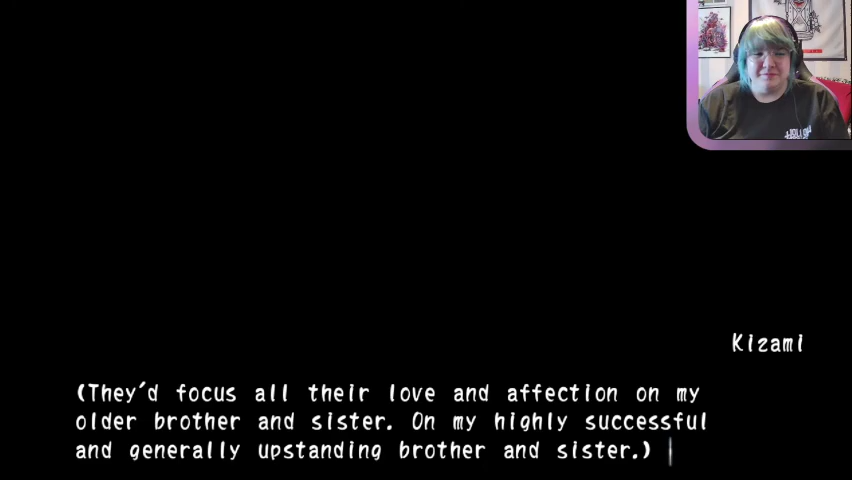 Kizami
(They'd focus all their love and affection on my
older brother and sister. On my highly successful
and generally upstanding brother and sister.)